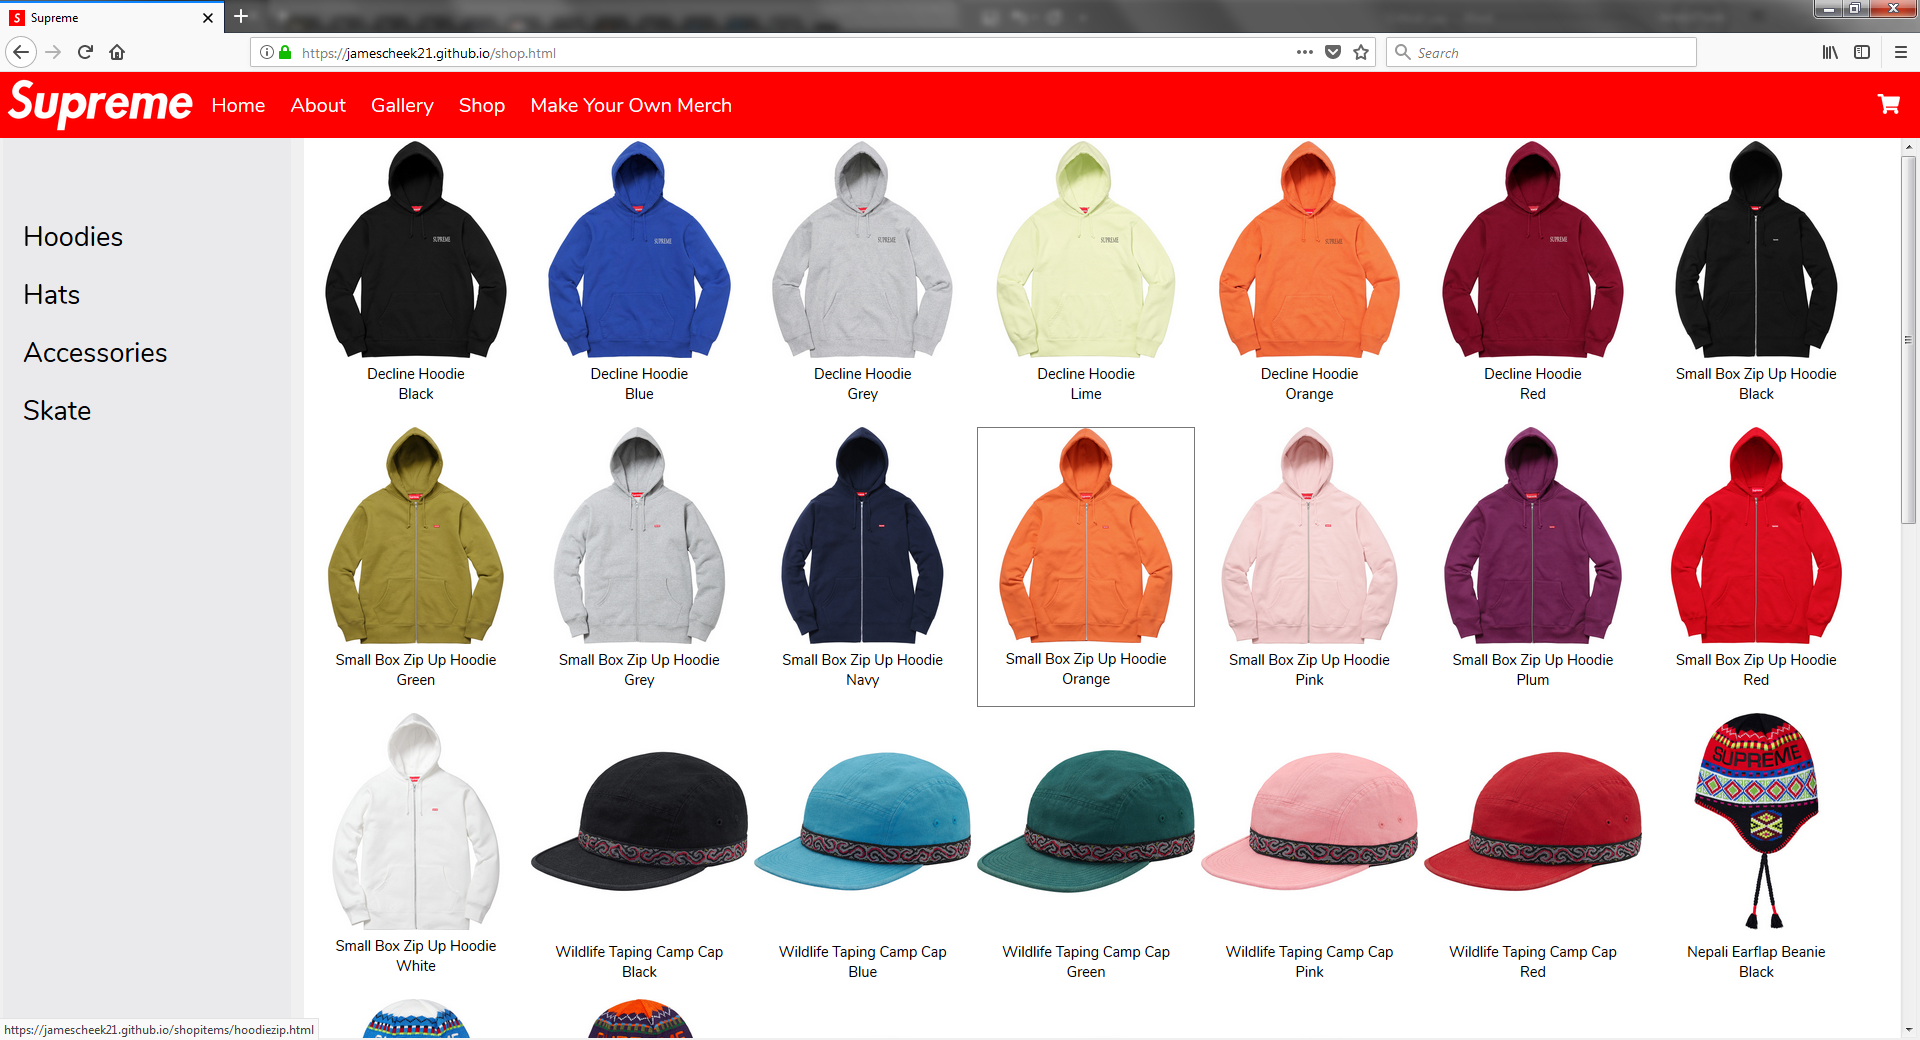 Supreme
https://jamescheek21.github.io/shop.html
Search
Supreme Home About Gallery Shop Make Your Own Merch
Hoodies
Hats
Accessories
Skate
SUPREME SUPREME SUPREME SUPREME SUPREME SUPREME
Decline Hoodie
Black
Decline Hoodie
Blue
Decline Hoodie
Grey
Decline Hoodie
Lime
Decline Hoodie
Orange
Decline Hoodie
Red
Small Box Zip Up Hoodie
Black
Small Box Zip Up Hoodie
Green
Small Box Zip Up Hoodie
Grey
Small Box Zip Up Hoodie
Navy
Small Box Zip Up Hoodie
Orange
Small Box Zip Up Hoodie
Pink
Small Box Zip Up Hoodie
Plum
Small Box Zip Up Hoodie
Red
Small Box Zip Up Hoodie
White
Wildlife Taping Camp Cap
Black
Wildlife Taping Camp Cap
Blue
Wildlife Taping Camp Cap
Green
Wildlife Taping Camp Cap
Pink
Wildlife Taping Camp Cap
Red
SUPREME
Nepali Earflap Beanie
Black
https://jamescheek21.github.io/shopitems/hoodiezip.html